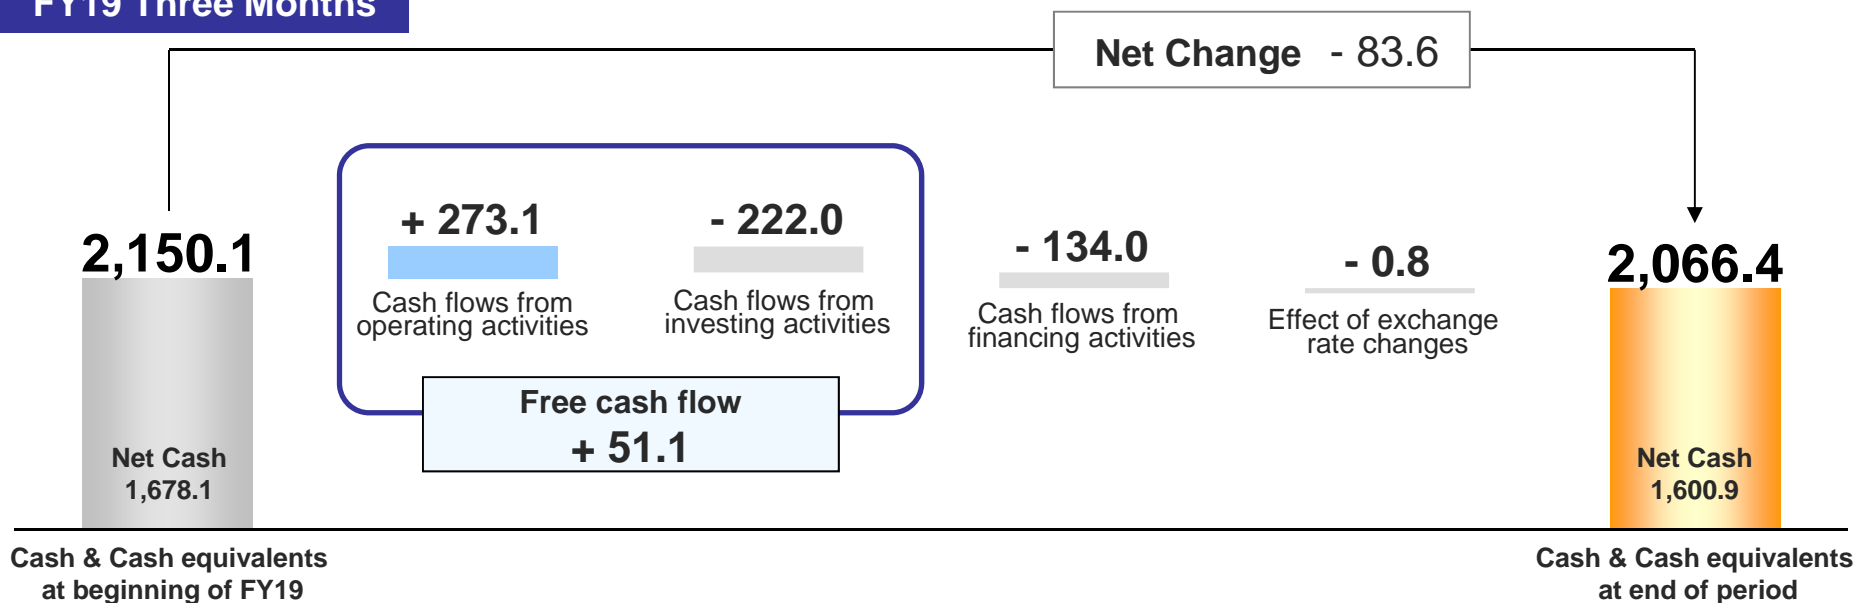 FY19 Three Months
Net Change - 83.6
2,150.1
Net Cash
1,678.1
Cash & Cash equivalents
at beginning of FY19
+ 273.1
Cash flows from
operating activities
- 222.0
Cash flows from
investing activities
Free cash flow
+ 51.1
- 134.0
Cash flows from
financing activities
- 0.8
Effect of exchange
rate changes
2,066.4
Net Cash
1,600.9
Cash & Cash equivalents
at end of period